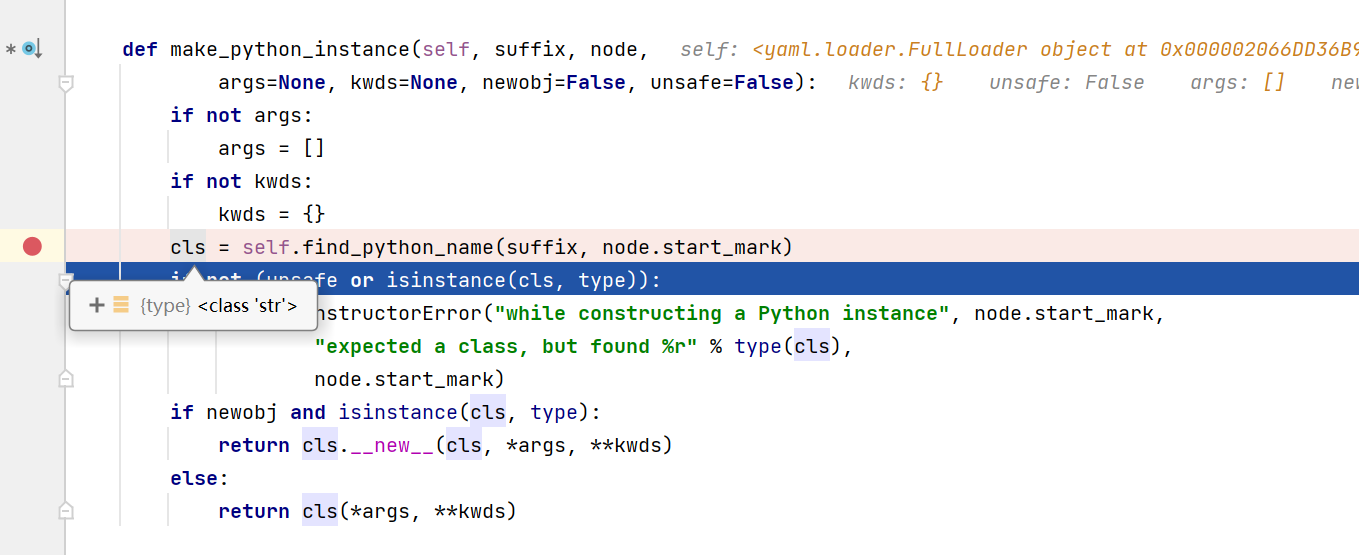 def make_python_instance(self, suffix, node,   self: <yaml.loader.FullLoader object at 0x000002066DD36B9
        args=None, kwds=None, newobj=False, unsafe=False):   kwds: {}   unsafe: False   args: []   new
    if not args:
        args = []
    if not kwds:
        kwds = {}
    cls = self.find_python_name(suffix, node.start_mark)
    if not (unsafe or isinstance(cls, type)):
{type} <class 'str'>
nstructorError("while constructing a Python instance", node.start_mark,
                "expected a class, but found %r" % type(cls),
                node.start_mark)
    if newobj and isinstance(cls, type):
        return cls.__new__(cls, *args, **kwds)
    else:
        return cls(*args, **kwds)